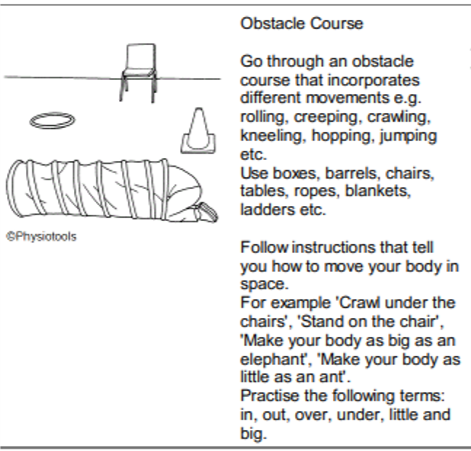 Obstacle Course
Go through an obstacle
course that incorporates
different movements e.g.
rolling, creeping, crawling,
kneeling, hopping, jumping
etc.
Use boxes, barrels, chairs,
tables, ropes, blankets,
ladders etc.
Follow instructions that tell
you how to move your body in
space.
For example 'Crawl under the
chairs', 'Stand on the chair',
'Make your body as big as an
elephant', 'Make your body as
little as an ant'.
Practise the following terms:
in, out, over, under, little and
big.
©Physiotools